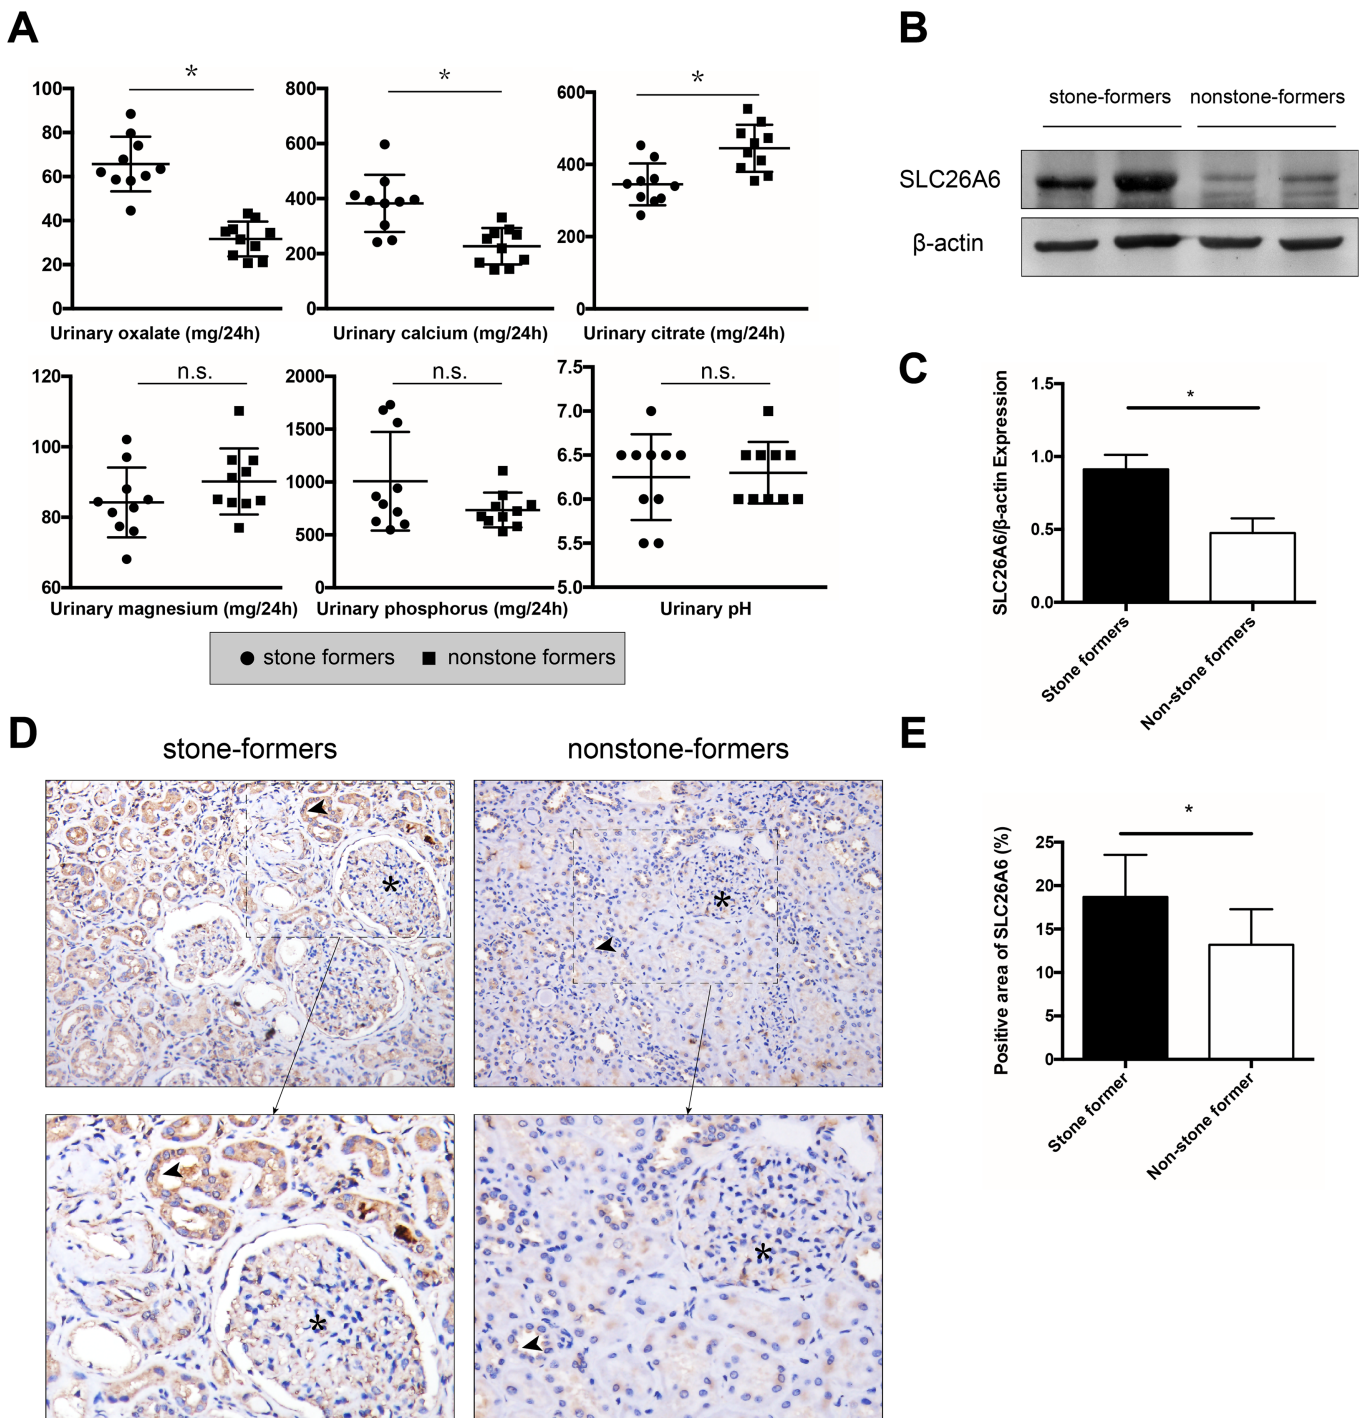 A
*
100
80
60
40
20
0
Urinary oxalate (mg/24h)
*
800
600
400
200
0
Urinary calcium (mg/24h)
*
600
400
200
0
Urinary citrate (mg/24h)
n.s.
120
100
80
60
Urinary magnesium (mg/24h)
n.s.
2000
1500
1000
500
0
Urinary phosphorus (mg/24h)
n.s.
7.5
7.0
6.5
6.0
5.5
5.0
Urinary pH
stone formers nonstone formers
B
stone-formers nonstone-formers
SLC26A6
β-actin
C
SLC26A6/β-actin Expression
1.5
1.0
0.5
0.0
*
Stone formers
Non-stone formers
D
stone-formers nonstone-formers
*
*
*
*
E
Positive area of SLC26A6 (%)
25
20
15
10
5
0
*
Stone former
Non-stone former